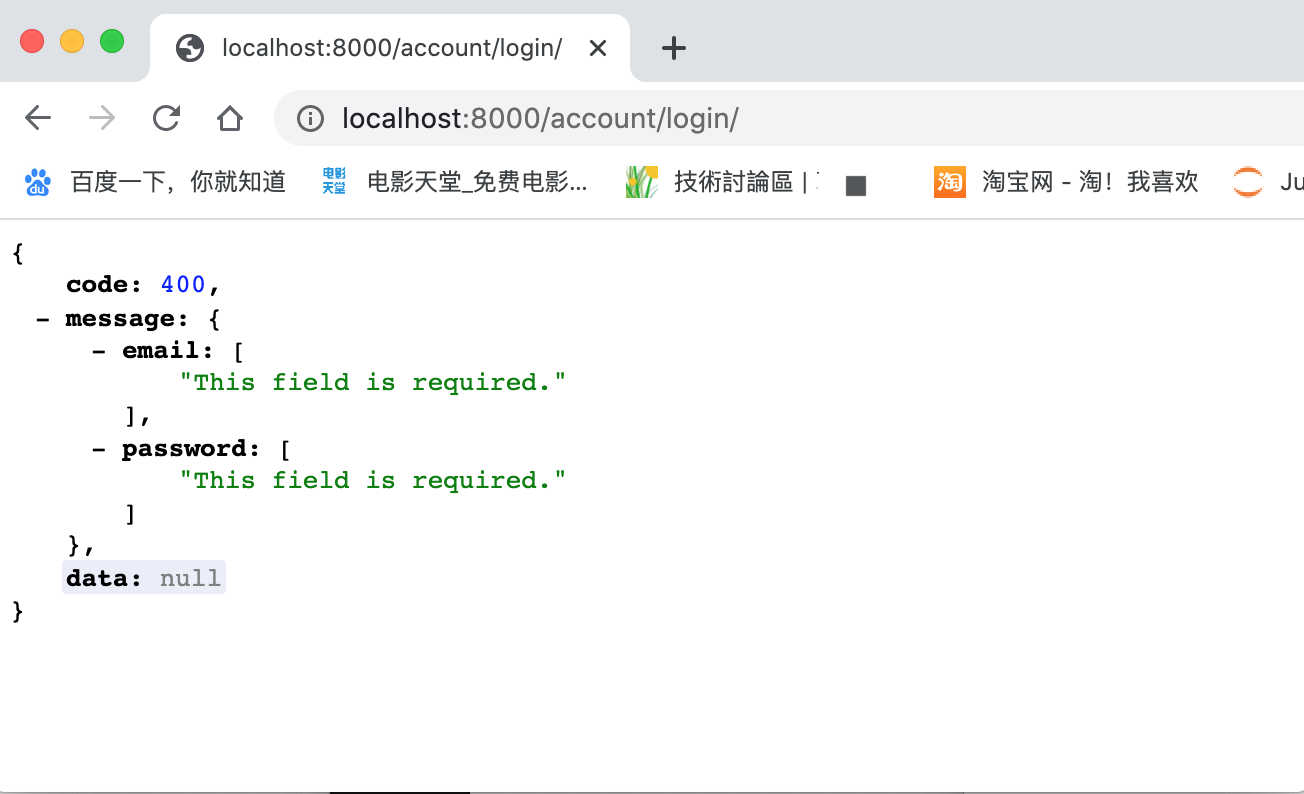 localhost:8000/account/login/
localhost:8000/account/login/
百度一下，你就知道 电影天堂 电影天堂_免费电影... 技術討論區 | 淘 淘宝网 - 淘！我喜欢 Ju
{
code: 400,
- message: {
- email: [
"This field is required."
],
- password: [
"This field is required."
]
},
data: null
}